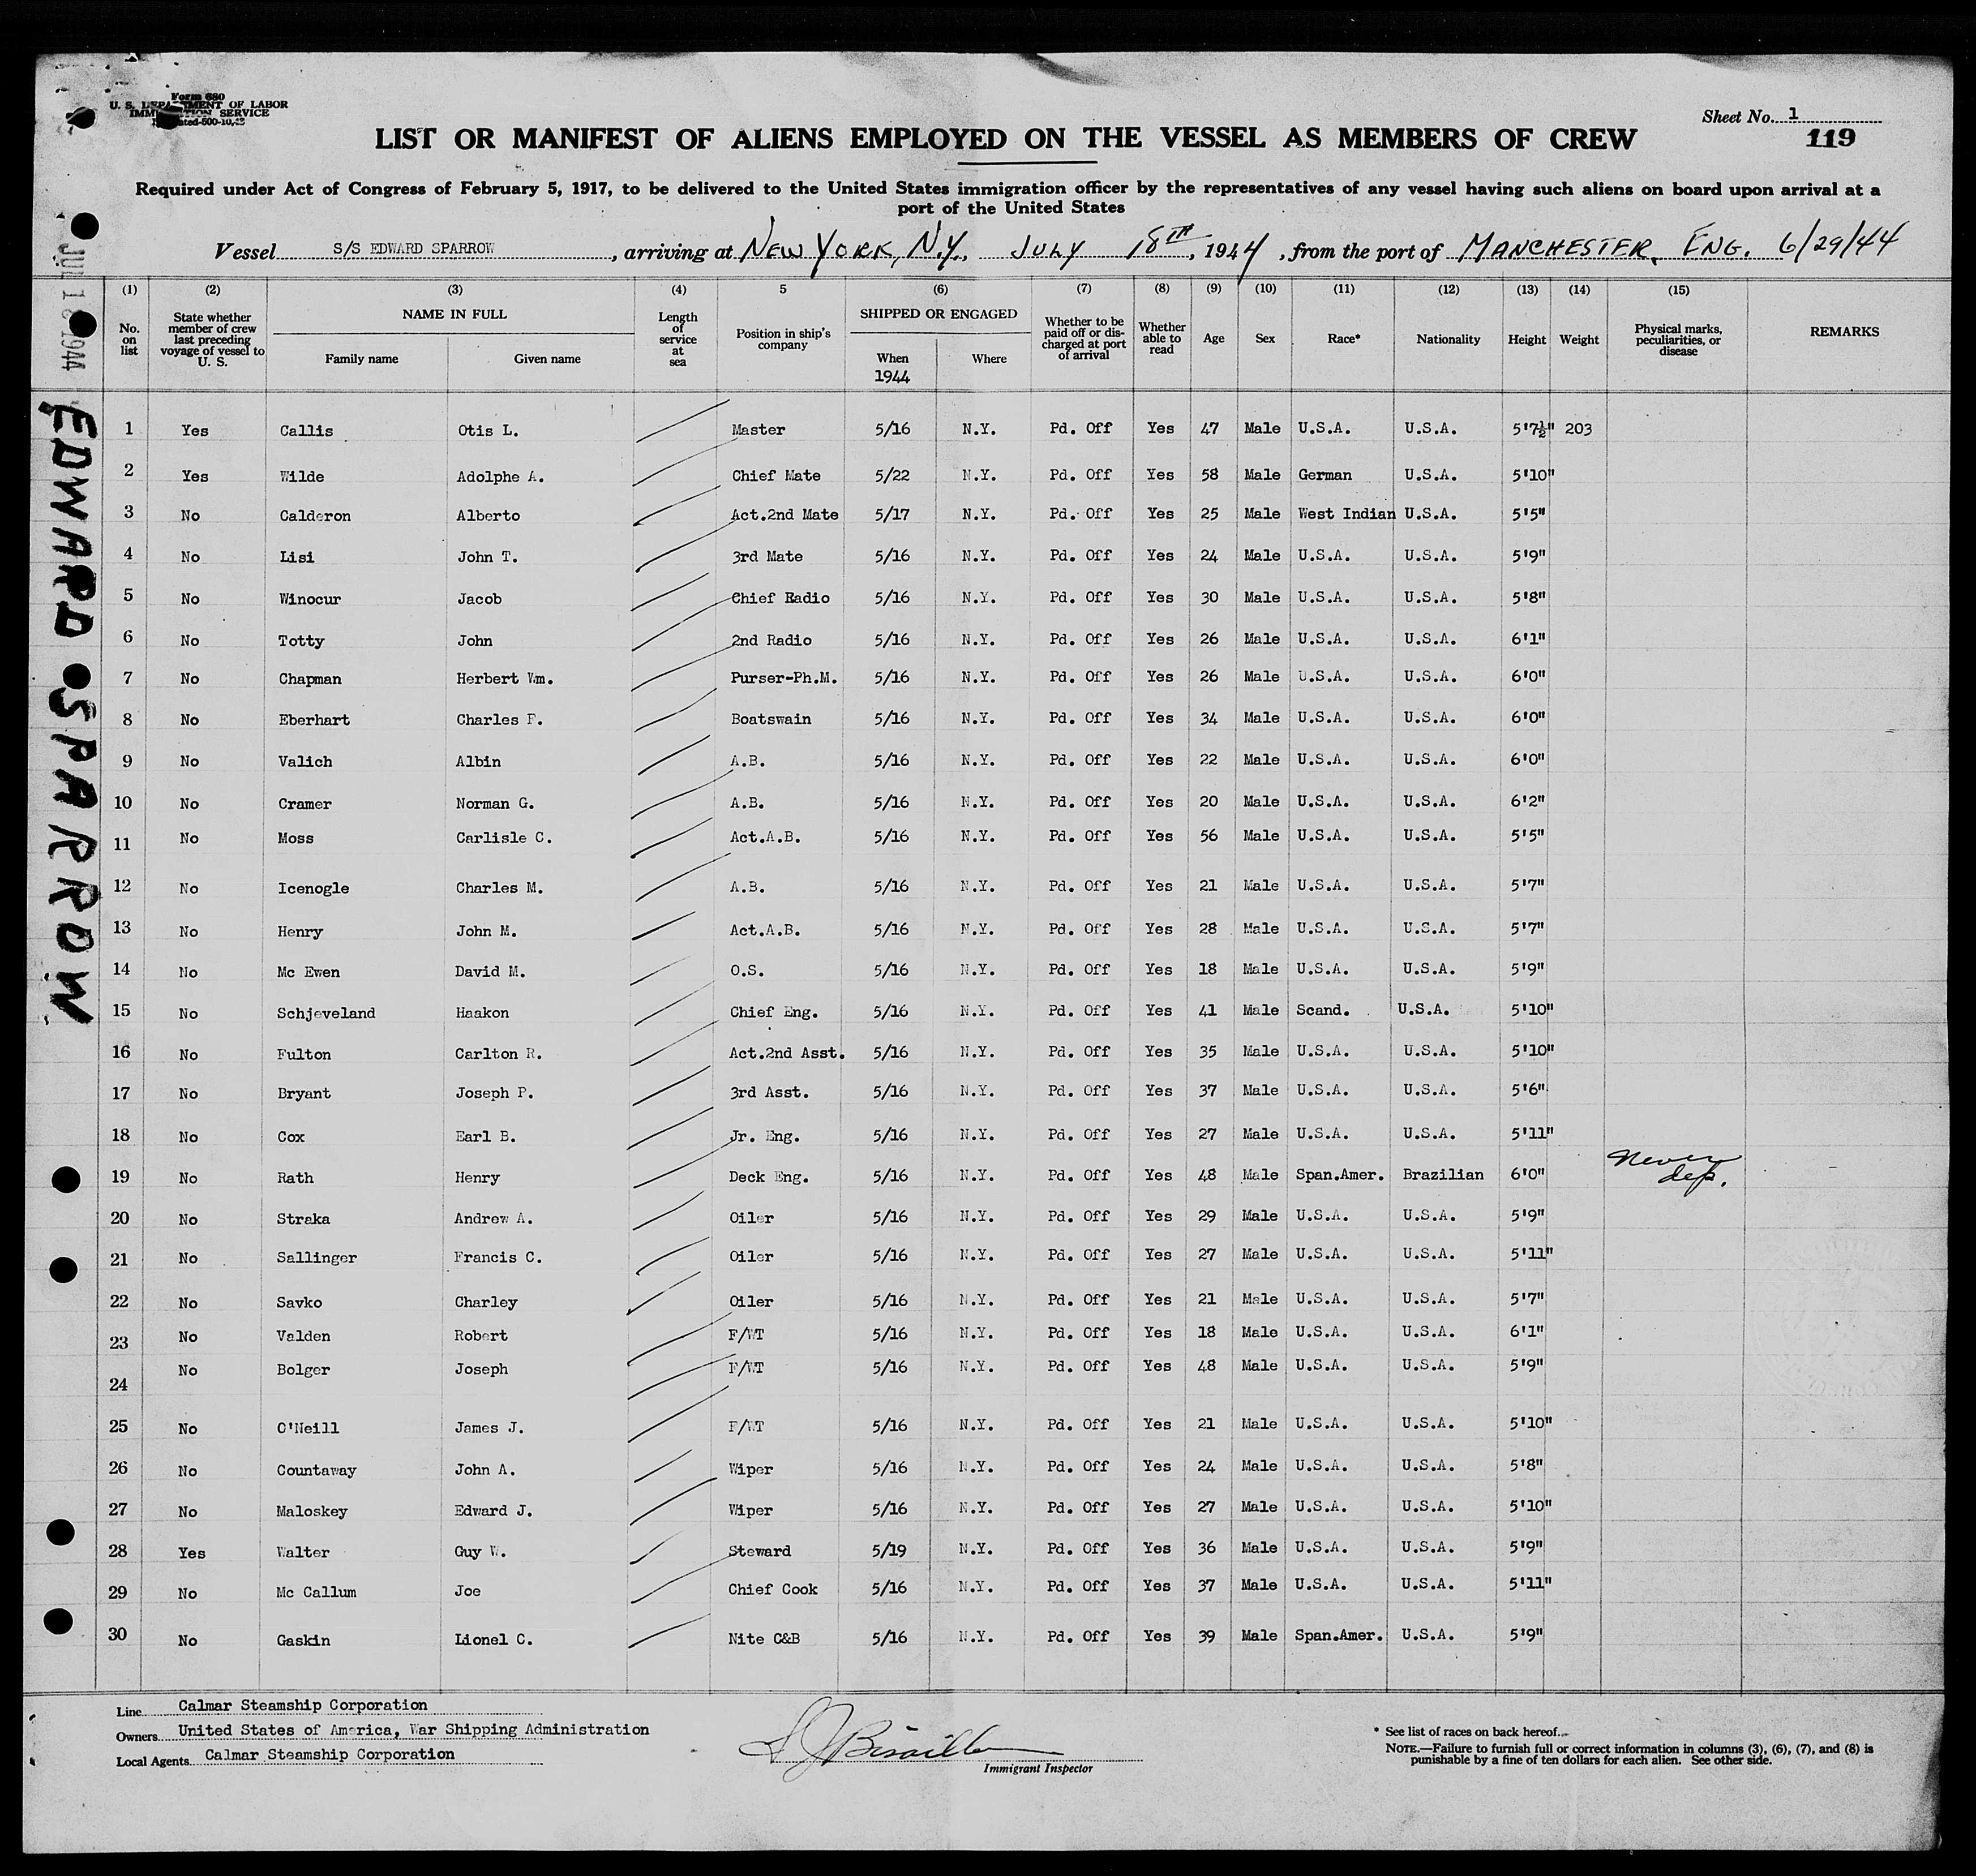 Form 680
U. S. DEPARTMENT OF LABOR
IMMIGRATION SERVICE
Sheet No. 1
119
LIST OR MANIFEST OF ALIENS EMPLOYED ON THE VESSEL AS MEMBERS OF CREW
Required under Act of Congress of February 5, 1917, to be delivered to the United States immigration officer by the representatives of any vessel having such aliens on board upon arrival at a
port of the United States
Vessel S/S EDWARD SPARROW, arriving at NEW YORK, N.Y., JULY 18TH, 1944, from the port of MANCHESTER, ENG. 6/29/44
JUL 18 1944
EDWARD SPARROW
(1) (2) (3) (4) 5 (6) (7) (8) (9) (10) (11) (12) (13) (14) (15)
No. on list | State whether member of crew last preceding voyage of vessel to U. S. | NAME IN FULL Family name Given name | Length of service at sea | Position in ship's company | SHIPPED OR ENGAGED When 1944 Where | Whether to be paid off or discharged at port of arrival | Whether able to read | Age | Sex | Race* | Nationality | Height | Weight | Physical marks, peculiarities, or disease | REMARKS
1 Yes Callis Otis L. Master 5/16 N.Y. Pd. Off Yes 47 Male U.S.A. U.S.A. 5'7½" 203
2 Yes Wilde Adolphe A. Chief Mate 5/22 N.Y. Pd. Off Yes 58 Male German U.S.A. 5'10"
3 No Calderon Alberto Act.2nd Mate 5/17 N.Y. Pd. Off Yes 25 Male West Indian U.S.A. 5'5"
4 No Lisi John T. 3rd Mate 5/16 N.Y. Pd. Off Yes 24 Male U.S.A. U.S.A. 5'9"
5 No Winocur Jacob Chief Radio 5/16 N.Y. Pd. Off Yes 30 Male U.S.A. U.S.A. 5'8"
6 No Totty John 2nd Radio 5/16 N.Y. Pd. Off Yes 26 Male U.S.A. U.S.A. 6'1"
7 No Chapman Herbert Wm. Purser-Ph.M. 5/16 N.Y. Pd. Off Yes 26 Male U.S.A. U.S.A. 6'0"
8 No Eberhart Charles F. Boatswain 5/16 N.Y. Pd. Off Yes 34 Male U.S.A. U.S.A. 6'0"
9 No Valich Albin A.B. 5/16 N.Y. Pd. Off Yes 22 Male U.S.A. U.S.A. 6'0"
10 No Cramer Norman G. A.B. 5/16 N.Y. Pd. Off Yes 20 Male U.S.A. U.S.A. 6'2"
11 No Moss Carlisle C. Act.A.B. 5/16 N.Y. Pd. Off Yes 56 Male U.S.A. U.S.A. 5'5"
12 No Icenogle Charles M. A.B. 5/16 N.Y. Pd. Off Yes 21 Male U.S.A. U.S.A. 5'7"
13 No Henry John M. Act.A.B. 5/16 N.Y. Pd. Off Yes 28 Male U.S.A. U.S.A. 5'7"
14 No Mc Ewen David M. O.S. 5/16 N.Y. Pd. Off Yes 18 Male U.S.A. U.S.A. 5'9"
15 No Schjeveland Haakon Chief Eng. 5/16 N.Y. Pd. Off Yes 41 Male Scand. U.S.A. 5'10"
16 No Fulton Carlton R. Act.2nd Asst. 5/16 N.Y. Pd. Off Yes 35 Male U.S.A. U.S.A. 5'10"
17 No Bryant Joseph P. 3rd Asst. 5/16 N.Y. Pd. Off Yes 37 Male U.S.A. U.S.A. 5'6"
18 No Cox Earl B. Jr. Eng. 5/16 N.Y. Pd. Off Yes 27 Male U.S.A. U.S.A. 5'11"
19 No Rath Henry Deck Eng. 5/16 N.Y. Pd. Off Yes 48 Male Span.Amer. Brazilian 6'0" Never dep.
20 No Straka Andrew A. Oiler 5/16 N.Y. Pd. Off Yes 29 Male U.S.A. U.S.A. 5'9"
21 No Sallinger Francis C. Oiler 5/16 N.Y. Pd. Off Yes 27 Male U.S.A. U.S.A. 5'11"
22 No Savko Charley Oiler 5/16 N.Y. Pd. Off Yes 21 Male U.S.A. U.S.A. 5'7"
23 No Valden Robert F/WT 5/16 N.Y. Pd. Off Yes 18 Male U.S.A. U.S.A. 6'1"
24 No Bolger Joseph F/WT 5/16 N.Y. Pd. Off Yes 48 Male U.S.A. U.S.A. 5'9"
25 No O'Neill James J. F/WT 5/16 N.Y. Pd. Off Yes 21 Male U.S.A. U.S.A. 5'10"
26 No Countaway John A. Wiper 5/16 N.Y. Pd. Off Yes 24 Male U.S.A. U.S.A. 5'8"
27 No Maloskey Edward J. Wiper 5/16 N.Y. Pd. Off Yes 27 Male U.S.A. U.S.A. 5'10"
28 Yes Walter Guy W. Steward 5/19 N.Y. Pd. Off Yes 36 Male U.S.A. U.S.A. 5'9"
29 No Mc Callum Joe Chief Cook 5/16 N.Y. Pd. Off Yes 37 Male U.S.A. U.S.A. 5'11"
30 No Gaskin Lionel C. Nite C&B 5/16 N.Y. Pd. Off Yes 39 Male Span.Amer. U.S.A. 5'9"
Line Calmar Steamship Corporation
Owners United States of America, War Shipping Administration
Local Agents Calmar Steamship Corporation
Immigrant Inspector
* See list of races on back hereof.
NOTE.—Failure to furnish full or correct information in columns (3), (6), (7), and (8) is
punishable by a fine of ten dollars for each alien. See other side.